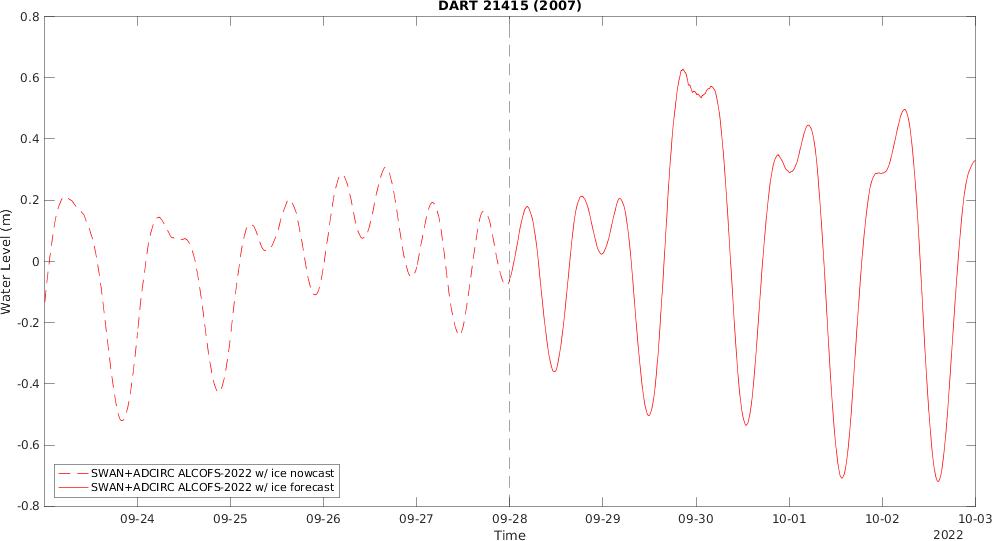 DART 21415 (2007)
0.8
0.6
0.4
0.2
0
-0.2
-0.4
-0.6
-0.8
Water Level (m)
SWAN+ADCIRC ALCOFS-2022 w/ ice nowcast
SWAN+ADCIRC ALCOFS-2022 w/ ice forecast
09-24 09-25 09-26 09-27 09-28 09-29 09-30 10-01 10-02 10-03
Time
2022